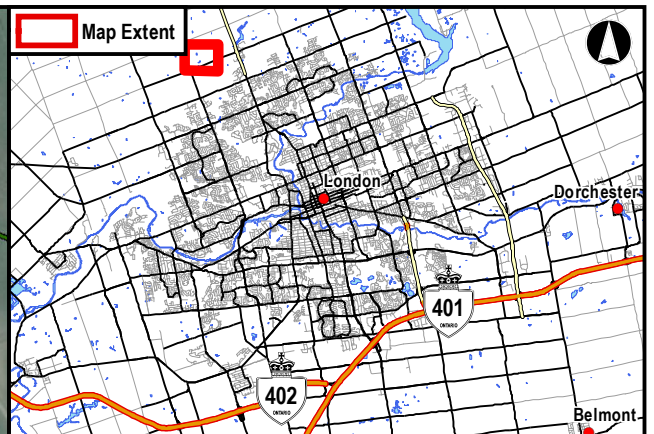 Map Extent
London
Dorchester
401
ONTARIO
402
ONTARIO
Belmont